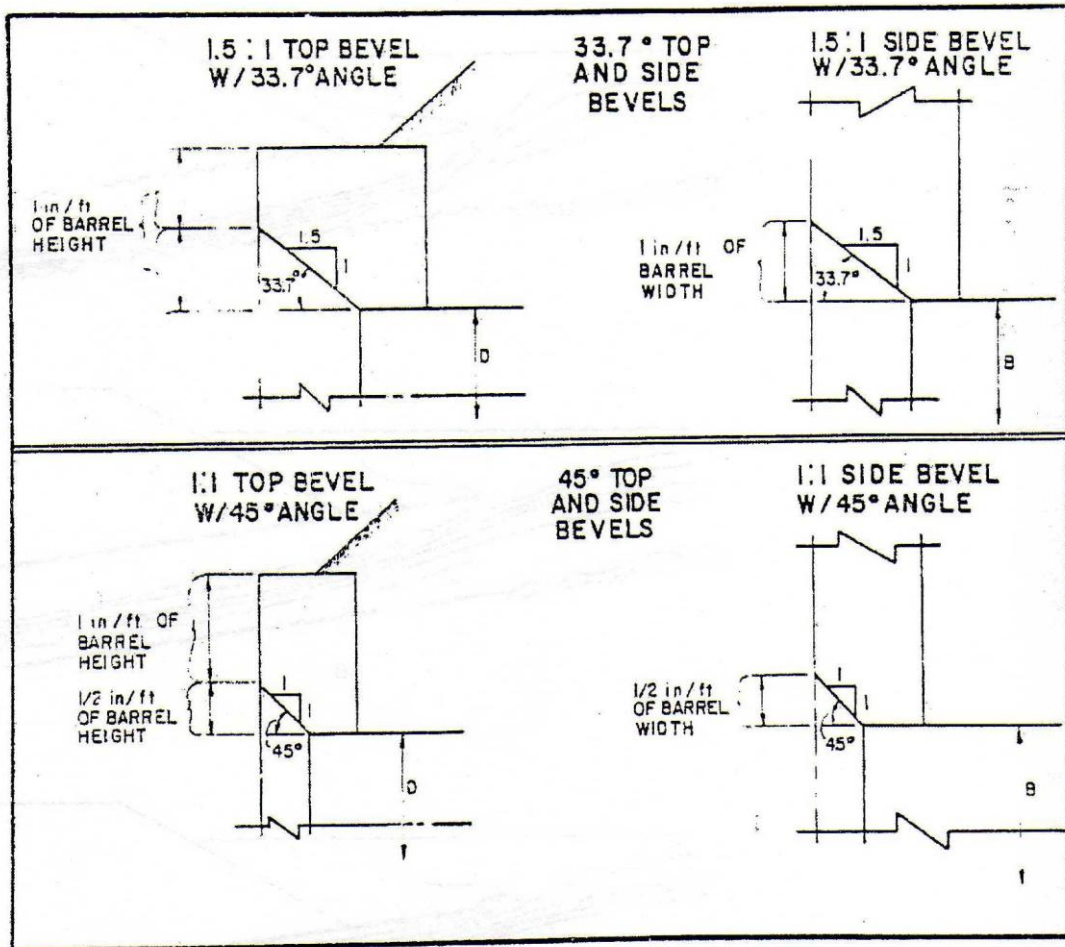 1.5:1 TOP BEVEL
W/33.7° ANGLE
33.7° TOP
AND SIDE
BEVELS
1.5:1 SIDE BEVEL
W/33.7° ANGLE
1 in/ft
OF BARREL
HEIGHT
1.5
1
33.7°
D
1 in/ft OF
BARREL
WIDTH
1.5
1
33.7°
B
1:1 TOP BEVEL
W/45° ANGLE
45° TOP
AND SIDE
BEVELS
1:1 SIDE BEVEL
W/45° ANGLE
1 in/ft OF
BARREL
HEIGHT
1/2 in/ft
OF BARREL
HEIGHT
1
1
45°
D
1/2 in/ft
OF BARREL
WIDTH
1
1
45°
B